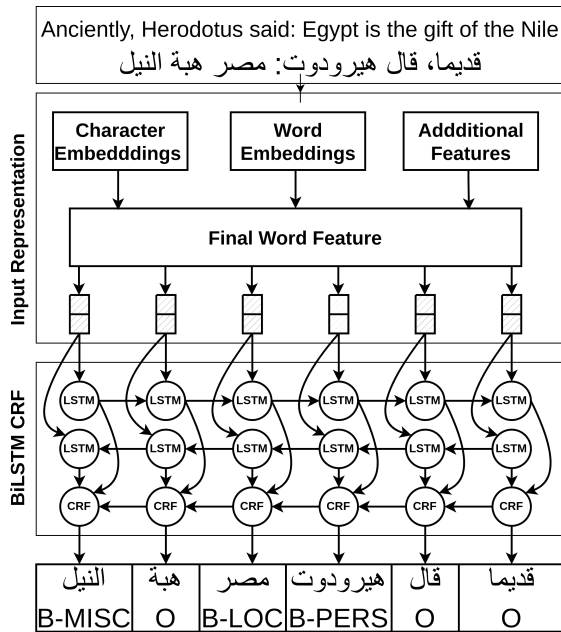 Anciently, Herodotus said: Egypt is the gift of the Nile
قديما، قال هيرودوت: مصر هبة النيل
Input Representation
Character Embedddings
Word Embeddings
Addditional Features
Final Word Feature
BiLSTM CRF
LSTM LSTM LSTM LSTM LSTM LSTM
LSTM LSTM LSTM LSTM LSTM LSTM
CRF CRF CRF CRF CRF CRF
النيل هبة مصر هيرودوت قال قديما
B-MISC O B-LOC B-PERS O O